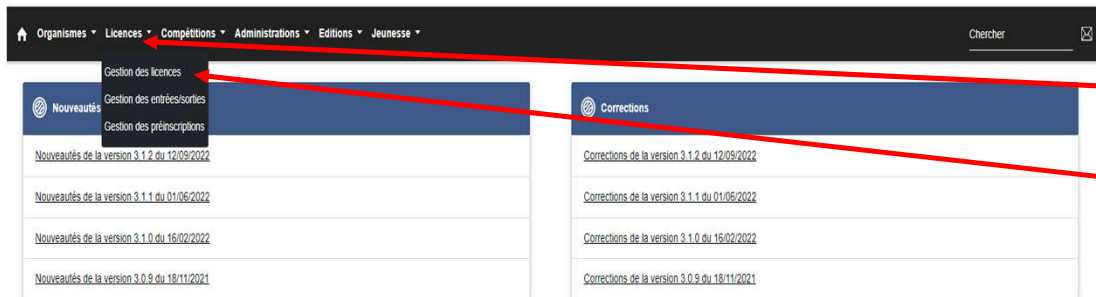 Organismes Licences Compétitions Administrations Editions Jeunesse Chercher
Gestion des licences
Gestion des entrées/sorties
Gestion des préinscriptions
Nouveautés
Nouveautés de la version 3.1.2 du 12/09/2022
Nouveautés de la version 3.1.1 du 01/06/2022
Nouveautés de la version 3.1.0 du 16/02/2022
Nouveautés de la version 3.0.9 du 18/11/2021
Corrections
Corrections de la version 3.1.2 du 12/09/2022
Corrections de la version 3.1.1 du 01/06/2022
Corrections de la version 3.1.0 du 16/02/2022
Corrections de la version 3.0.9 du 18/11/2021